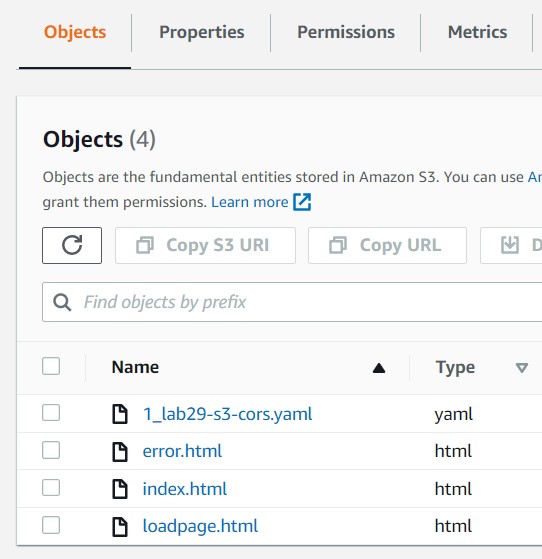 Objects Properties Permissions Metrics
Objects (4)
Objects are the fundamental entities stored in Amazon S3. You can use
grant them permissions. Learn more
Copy S3 URI Copy URL
Find objects by prefix
Name Type
1_lab29-s3-cors.yaml yaml
error.html html
index.html html
loadpage.html html